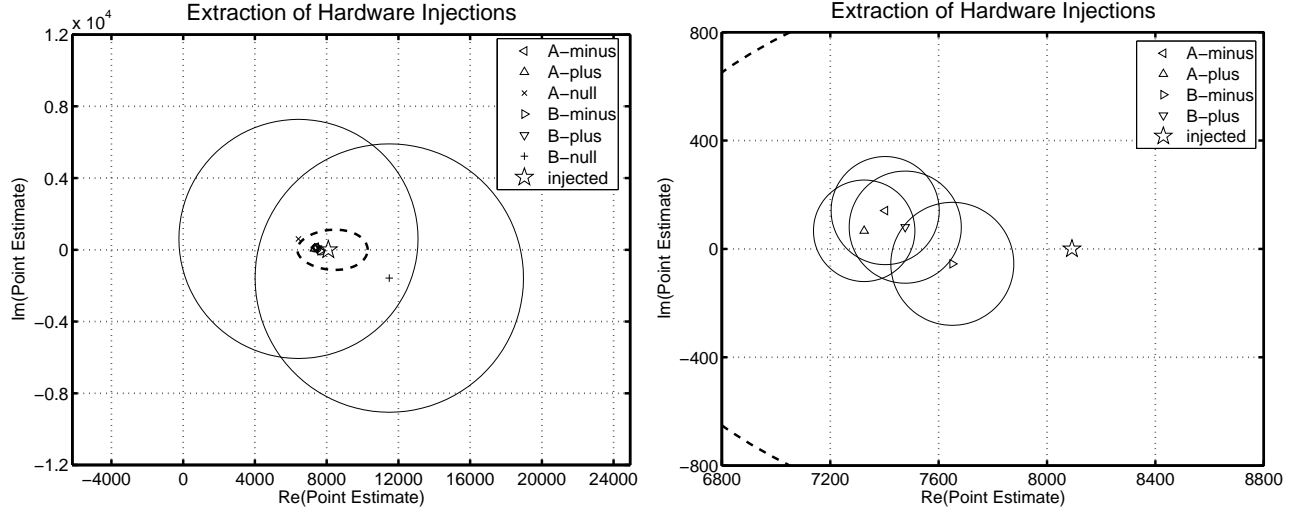 Extraction of Hardware Injections
x 10^4
1.2
0.8
0.4
0
−0.4
−0.8
−1.2
Im(Point Estimate)
−4000 0 4000 8000 12000 16000 20000 24000
Re(Point Estimate)
A−minus
A−plus
A−null
B−minus
B−plus
B−null
injected
Extraction of Hardware Injections
800
400
0
−400
−800
Im(Point Estimate)
6800 7200 7600 8000 8400 8800
Re(Point Estimate)
A−minus
A−plus
B−minus
B−plus
injected